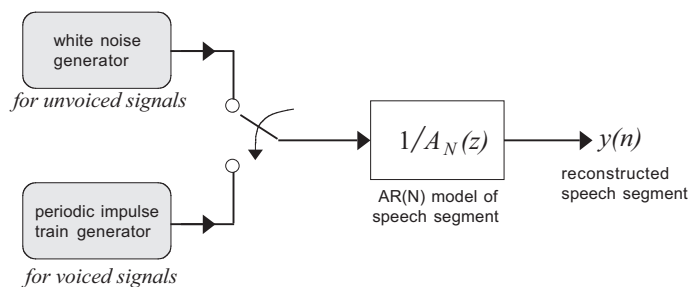 white noise
generator
for unvoiced signals
1/A_N(z)
y(n)
reconstructed
speech segment
AR(N) model of
speech segment
periodic impulse
train generator
for voiced signals